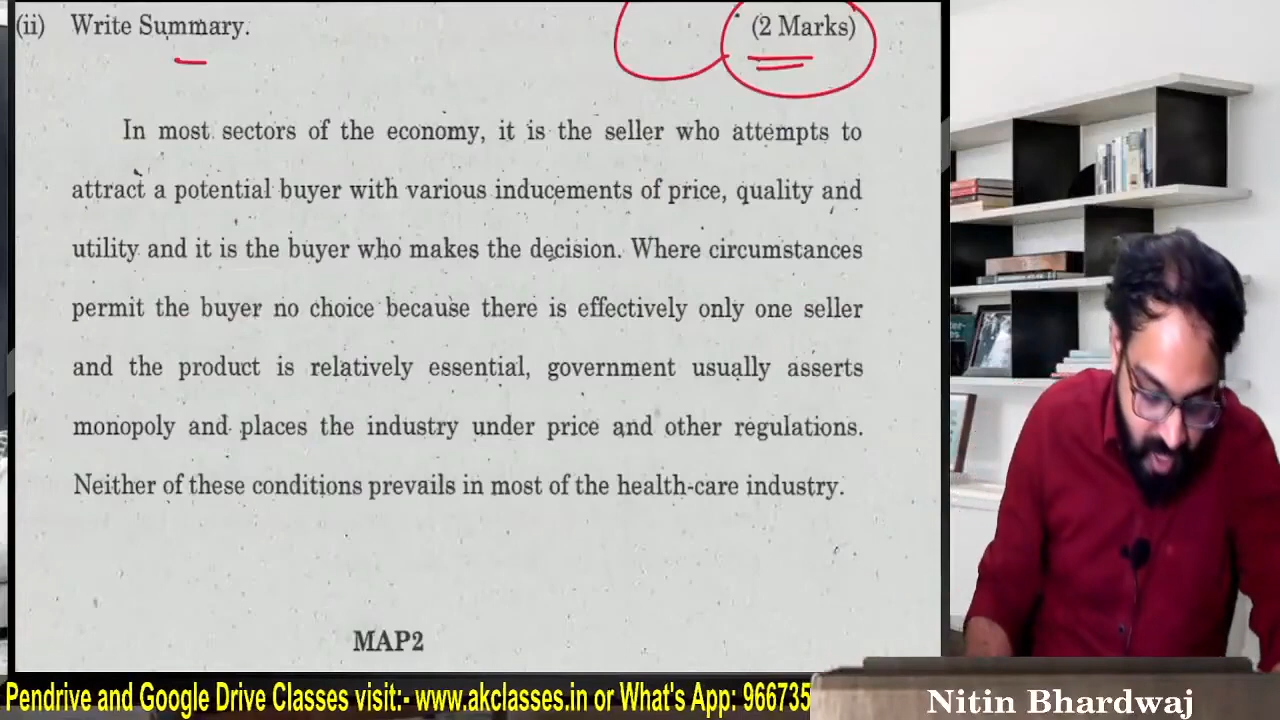 (ii) Write Summary. (2 Marks)
In most sectors of the economy, it is the seller who attempts to
attract a potential buyer with various inducements of price, quality and
utility and it is the buyer who makes the decision. Where circumstances
permit the buyer no choice because there is effectively only one seller
and the product is relatively essential, government usually asserts
monopoly and places the industry under price and other regulations.
Neither of these conditions prevails in most of the health-care industry.
MAP2
Pendrive and Google Drive Classes visit:- www.akclasses.in or What's App: 966735
Nitin Bhardwaj